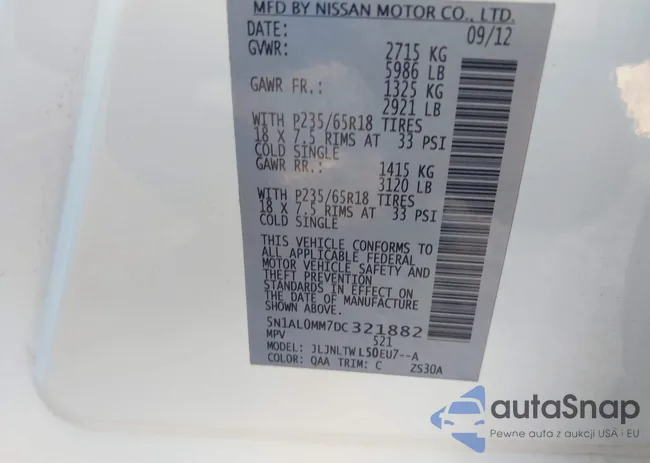 MFD BY NISSAN MOTOR CO., LTD.
DATE: 09/12
GVWR: 2715 KG
5986 LB
GAWR FR.: 1325 KG
2921 LB
WITH P235/65R18 TIRES
18 X 7.5 RIMS AT 33 PSI
COLD SINGLE
GAWR RR.: 1415 KG
3120 LB
WITH P235/65R18 TIRES
18 X 7.5 RIMS AT 33 PSI
COLD SINGLE
THIS VEHICLE CONFORMS TO
ALL APPLICABLE FEDERAL
MOTOR VEHICLE SAFETY AND
THEFT PREVENTION
STANDARDS IN EFFECT ON
THE DATE OF MANUFACTURE
SHOWN ABOVE.
5N1AL0MM7DC321882
MPV 521
MODEL: JLJNLTWL50EU7--A
COLOR: QAA TRIM: C ZS30A
autaSnap
Pewne auta z aukcji USA i EU